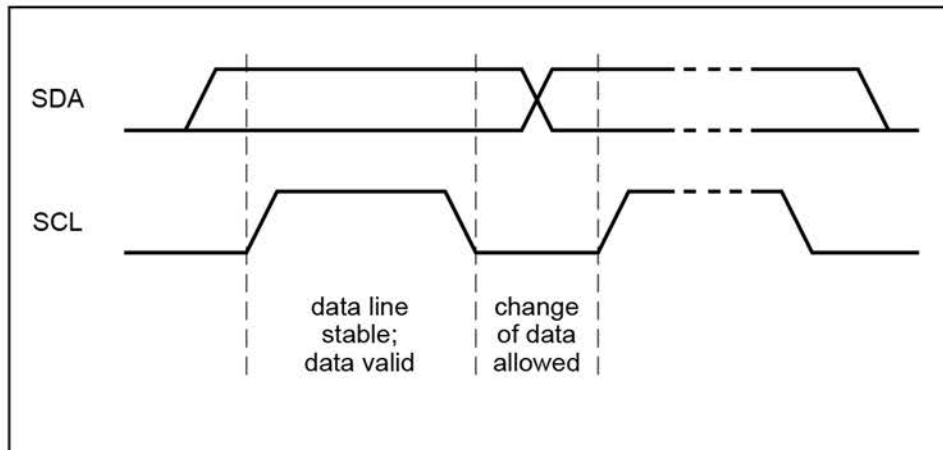 SDA
SCL
data line
stable;
data valid
change
of data
allowed